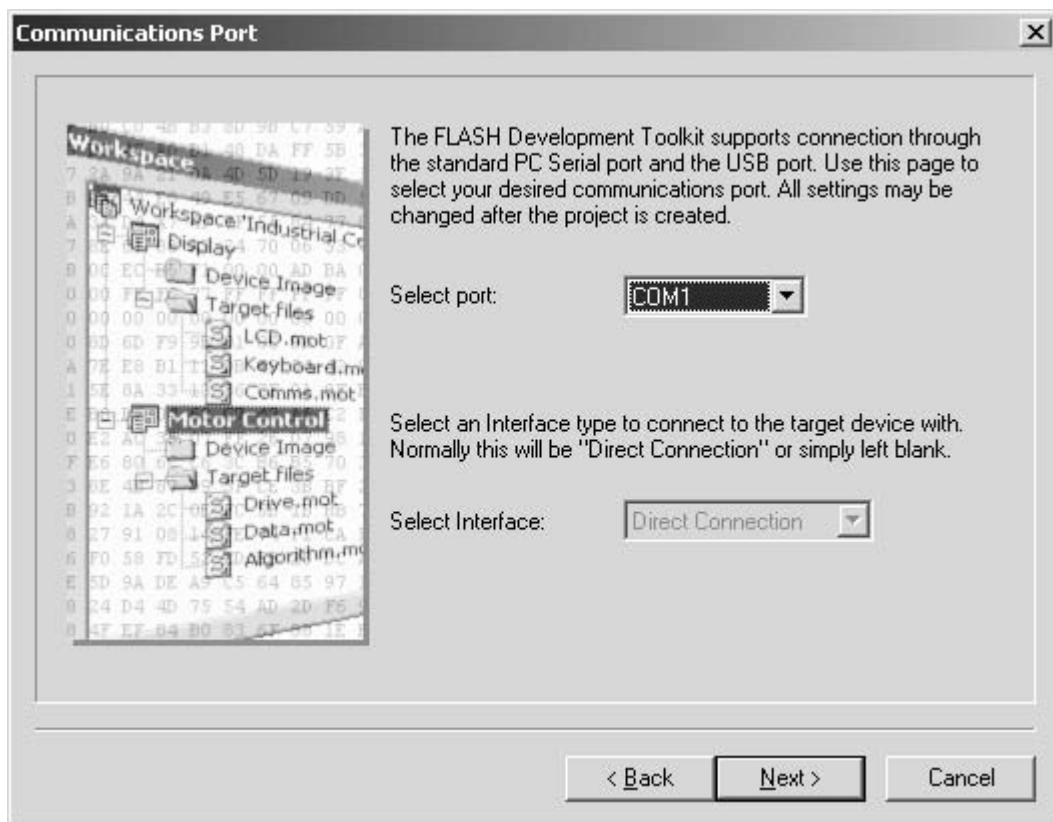 Communications Port
Workspace
Workspace 'Industrial Co
Display
Device Image
Target files
LCD.mot
Keyboard.m
Comms.mot
Motor Control
Device Image
Target files
Drive.mot
Data.mot
Algorithm.mo
The FLASH Development Toolkit supports connection through
the standard PC Serial port and the USB port. Use this page to
select your desired communications port. All settings may be
changed after the project is created.
Select port:
COM1
Select an Interface type to connect to the target device with.
Normally this will be "Direct Connection" or simply left blank.
Select Interface:
Direct Connection
< Back
Next >
Cancel